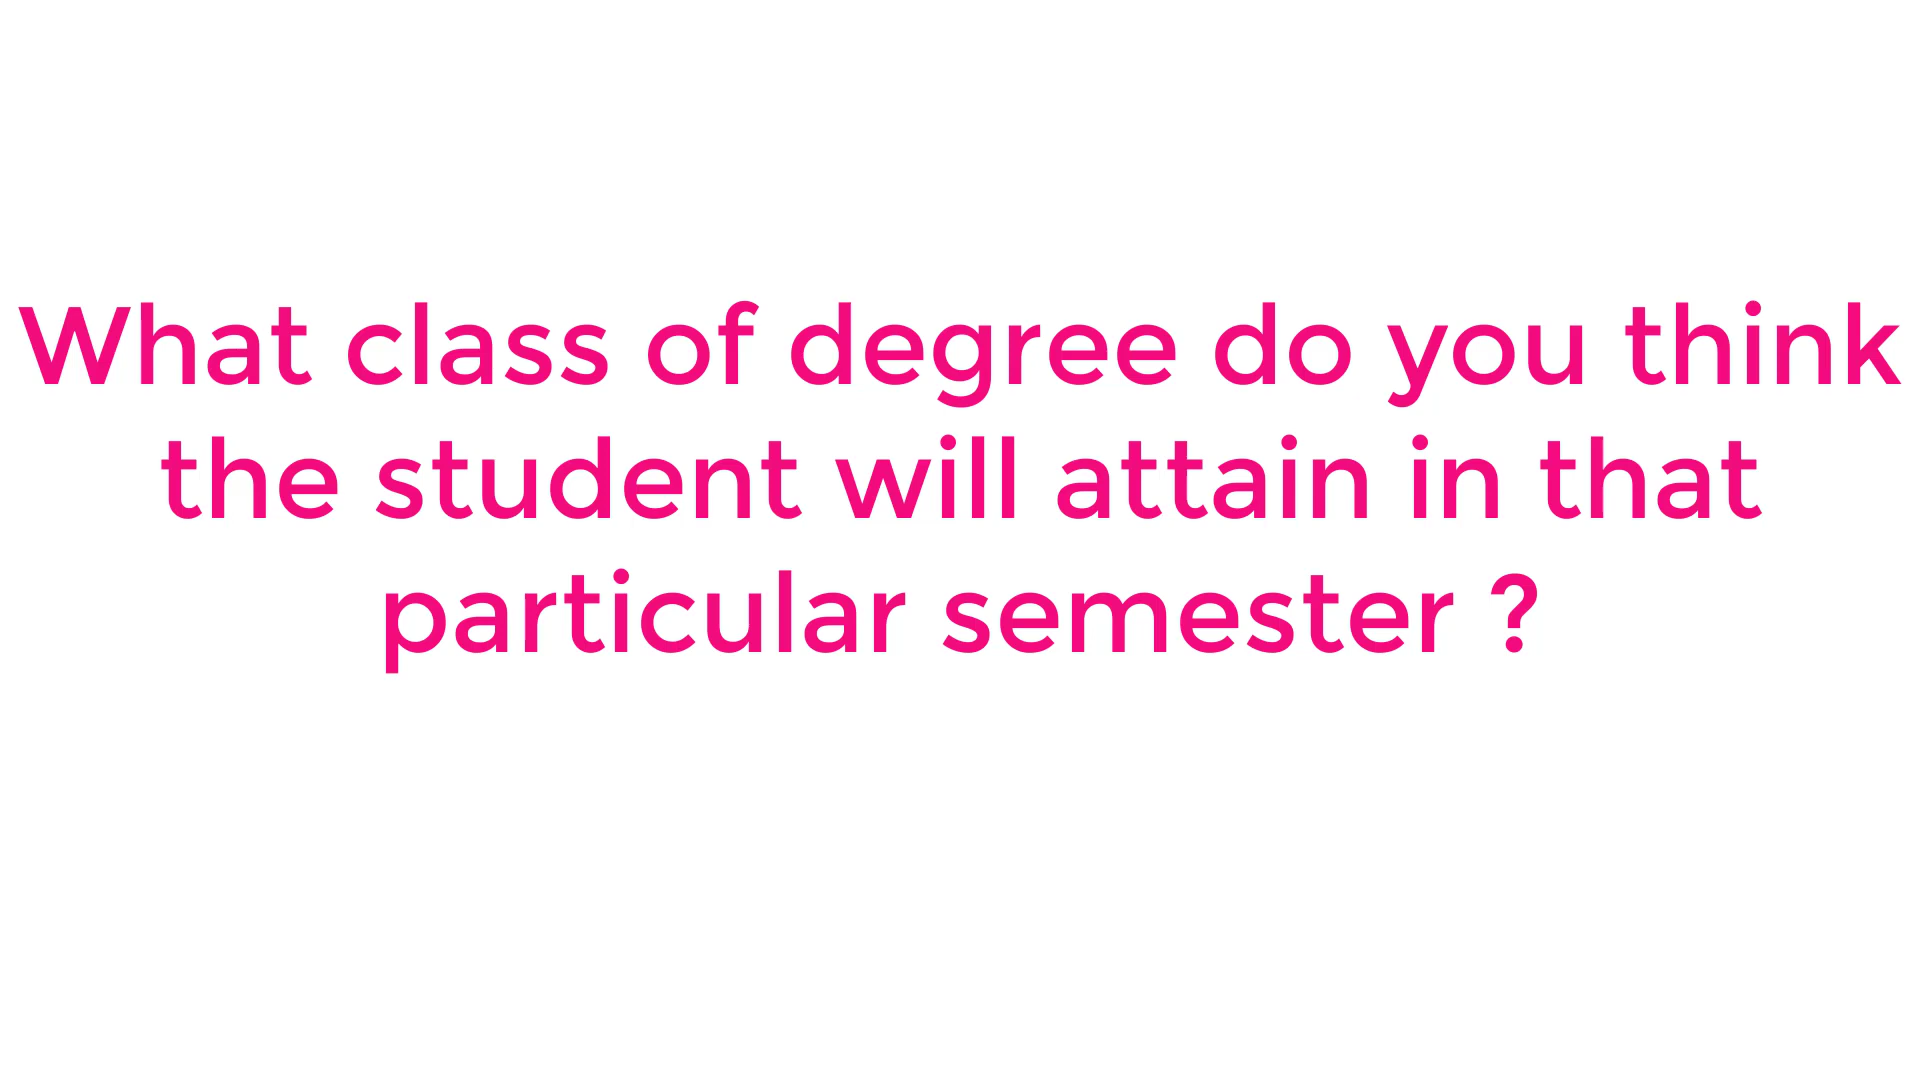 What class of degree do you think
the student will attain in that
particular semester ?